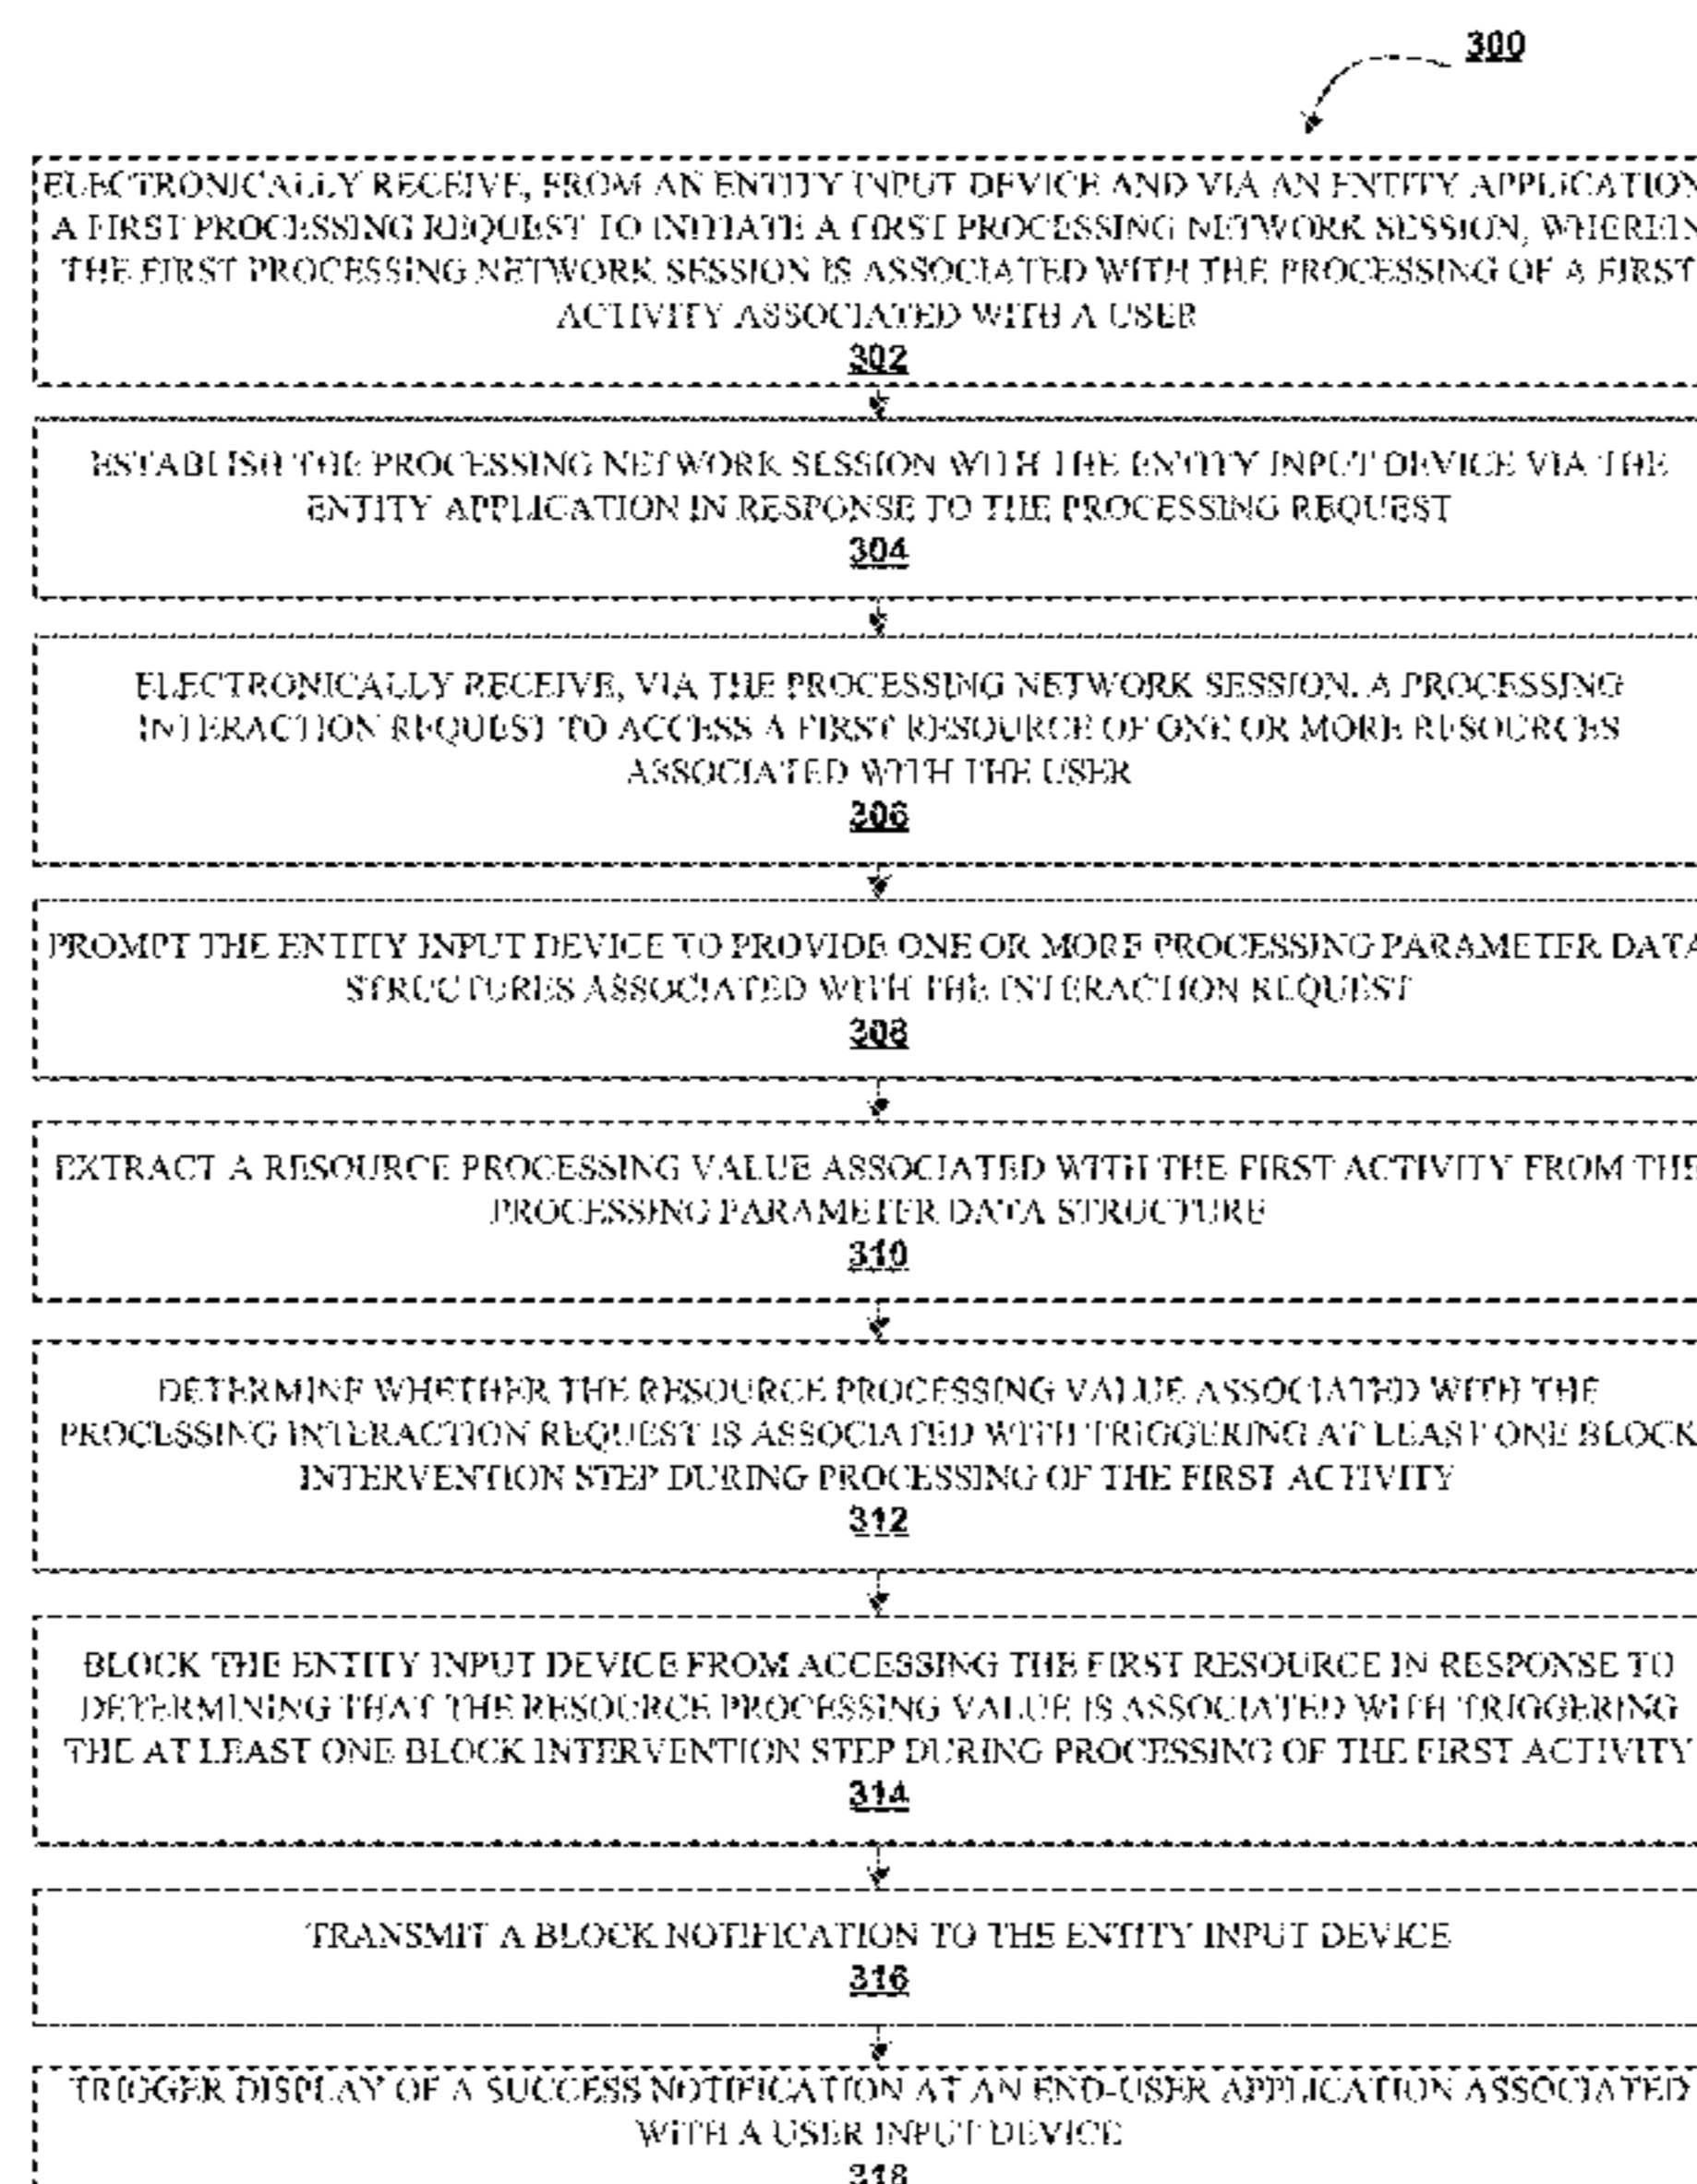 300
ELECTRONICALLY RECEIVE, FROM AN ENTITY INPUT DEVICE AND VIA AN ENTITY APPLICATION
A FIRST PROCESSING REQUEST TO INITIATE A FIRST PROCESSING NETWORK SESSION, WHEREIN
THE FIRST PROCESSING NETWORK SESSION IS ASSOCIATED WITH THE PROCESSING OF A FIRST
ACTIVITY ASSOCIATED WITH A USER
302
ESTABLISH THE PROCESSING NETWORK SESSION WITH THE ENTITY INPUT DEVICE VIA THE
ENTITY APPLICATION IN RESPONSE TO THE PROCESSING REQUEST
304
ELECTRONICALLY RECEIVE, VIA THE PROCESSING NETWORK SESSION, A PROCESSING
INTERACTION REQUEST TO ACCESS A FIRST RESOURCE OF ONE OR MORE RESOURCES
ASSOCIATED WITH THE USER
306
PROMPT THE ENTITY INPUT DEVICE TO PROVIDE ONE OR MORE PROCESSING PARAMETER DATA
STRUCTURES ASSOCIATED WITH THE INTERACTION REQUEST
308
EXTRACT A RESOURCE PROCESSING VALUE ASSOCIATED WITH THE FIRST ACTIVITY FROM THE
PROCESSING PARAMETER DATA STRUCTURE
310
DETERMINE WHETHER THE RESOURCE PROCESSING VALUE ASSOCIATED WITH THE
PROCESSING INTERACTION REQUEST IS ASSOCIATED WITH TRIGGERING AT LEAST ONE BLOCK
INTERVENTION STEP DURING PROCESSING OF THE FIRST ACTIVITY
312
BLOCK THE ENTITY INPUT DEVICE FROM ACCESSING THE FIRST RESOURCE IN RESPONSE TO
DETERMINING THAT THE RESOURCE PROCESSING VALUE IS ASSOCIATED WITH TRIGGERING
THE AT LEAST ONE BLOCK INTERVENTION STEP DURING PROCESSING OF THE FIRST ACTIVITY
314
TRANSMIT A BLOCK NOTIFICATION TO THE ENTITY INPUT DEVICE
316
TRIGGER DISPLAY OF A SUCCESS NOTIFICATION AT AN END-USER APPLICATION ASSOCIATED
WITH A USER INPUT DEVICE
318